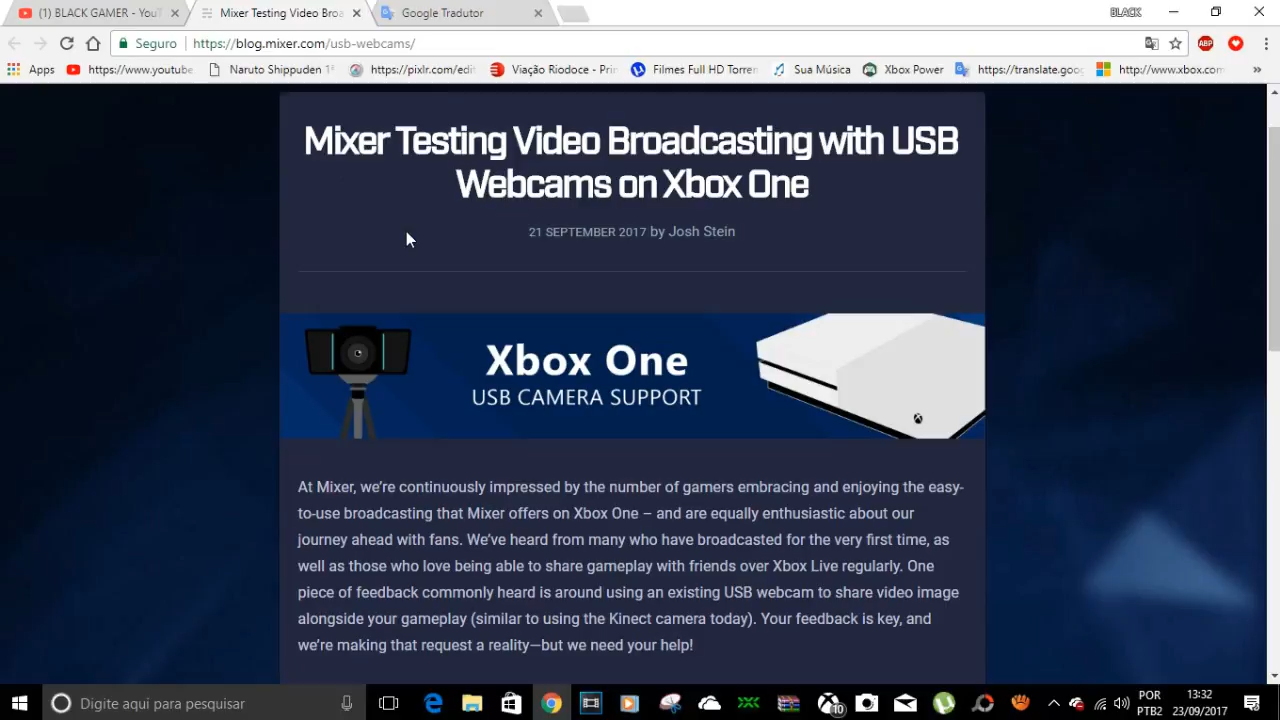 (1) BLACK GAMER - YouT
Mixer Testing Video Broa
Google Tradutor
BLACK
Seguro
https://blog.mixer.com/usb-webcams/
ABP
Apps
https://www.youtube
Naruto Shippuden 1ª
https://pixlr.com/edit
Viação Riodoce - Prin
Filmes Full HD Torren
Sua Música
Xbox Power
https://translate.goog
http://www.xbox.com
»
Mixer Testing Video Broadcasting with USB
Webcams on Xbox One
21 SEPTEMBER 2017 by Josh Stein
Xbox One
USB CAMERA SUPPORT
At Mixer, we’re continuously impressed by the number of gamers embracing and enjoying the easy-
to-use broadcasting that Mixer offers on Xbox One – and are equally enthusiastic about our
journey ahead with fans. We’ve heard from many who have broadcasted for the very first time, as
well as those who love being able to share gameplay with friends over Xbox Live regularly. One
piece of feedback commonly heard is around using an existing USB webcam to share video image
alongside your gameplay (similar to using the Kinect camera today). Your feedback is key, and
we’re making that request a reality—but we need your help!
Digite aqui para pesquisar
10
POR
PTB2
13:32
23/09/2017